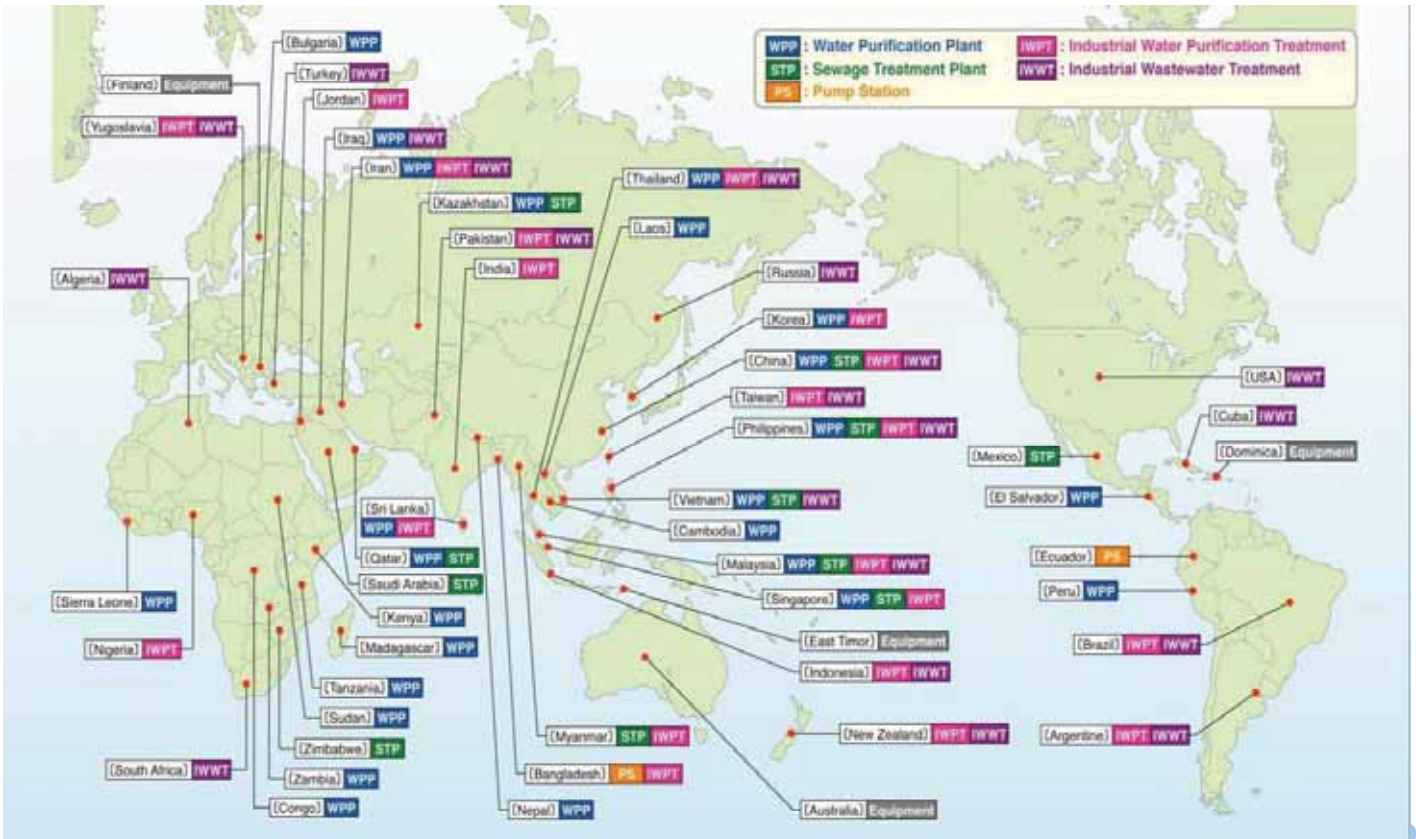 WPP : Water Purification Plant
IWPT : Industrial Water Purification Treatment
STP : Sewage Treatment Plant
IWWT : Industrial Wastewater Treatment
PS : Pump Station
(Bulgaria) WPP
(Turkey) IWWT
(Finland) Equipment
(Jordan) IWPT
(Yugoslavia) IWPT IWWT
(Iraq) WPP IWWT
(Iran) WPP IWPT IWWT
(Thailand) WPP IWPT IWWT
(Kazakhstan) WPP STP
(Laos) WPP
(Pakistan) IWPT IWWT
(India) IWPT
(Algeria) IWWT
(Russia) IWWT
(Korea) WPP IWPT
(China) WPP STP IWPT IWWT
(USA) IWWT
(Taiwan) IWPT IWWT
(Cuba) IWWT
(Philippines) WPP STP IWPT IWWT
(Dominica) Equipment
(Mexico) STP
(El Salvador) WPP
(Vietnam) WPP STP IWWT
(Sri Lanka)
WPP IWPT
(Cambodia) WPP
(Qatar) WPP STP
(Ecuador) PS
(Malaysia) WPP STP IWPT IWWT
(Saudi Arabia) STP
(Peru) WPP
(Singapore) WPP STP IWPT
(Sierra Leone) WPP
(Kenya) WPP
(East Timor) Equipment
(Nigeria) IWPT
(Madagascar) WPP
(Brazil) IWPT IWWT
(Indonesia) IWPT IWWT
(Tanzania) WPP
(Sudan) WPP
(Myanmar) STP IWPT
(New Zealand) IWPT IWWT
(Argentine) IWPT IWWT
(Zimbabwe) STP
(South Africa) IWWT
(Zambia) WPP
(Bangladesh) PS IWPT
(Congo) WPP
(Nepal) WPP
(Australia) Equipment